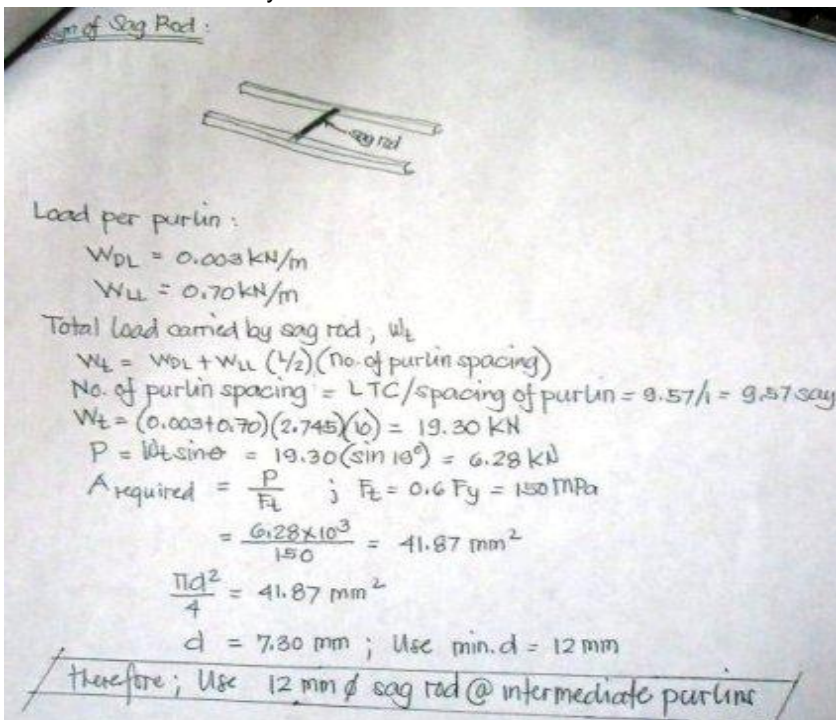 of Sag Rod :
sag rod
Load per purlin :
WDL = 0.003 kN/m
WLL = 0.70 kN/m
Total load carried by sag rod, Wt
Wt = WDL + WLL (L/2)(no. of purlin spacing)
No. of purlin spacing = LTC/spacing of purlin = 9.57/1 = 9.57 say
Wt = (0.003+0.70)(2.745)(10) = 19.30 KN
P = Wt sinθ = 19.30(sin 19°) = 6.28 kN
A required = P/Ft ; Ft = 0.6 Fy = 150 MPa
= 6.28x10³/150 = 41.87 mm²
πd²/4 = 41.87 mm²
d = 7.30 mm ; Use min. d = 12 mm
therefore; Use 12 mm ϕ sag rod @ intermediate purlins